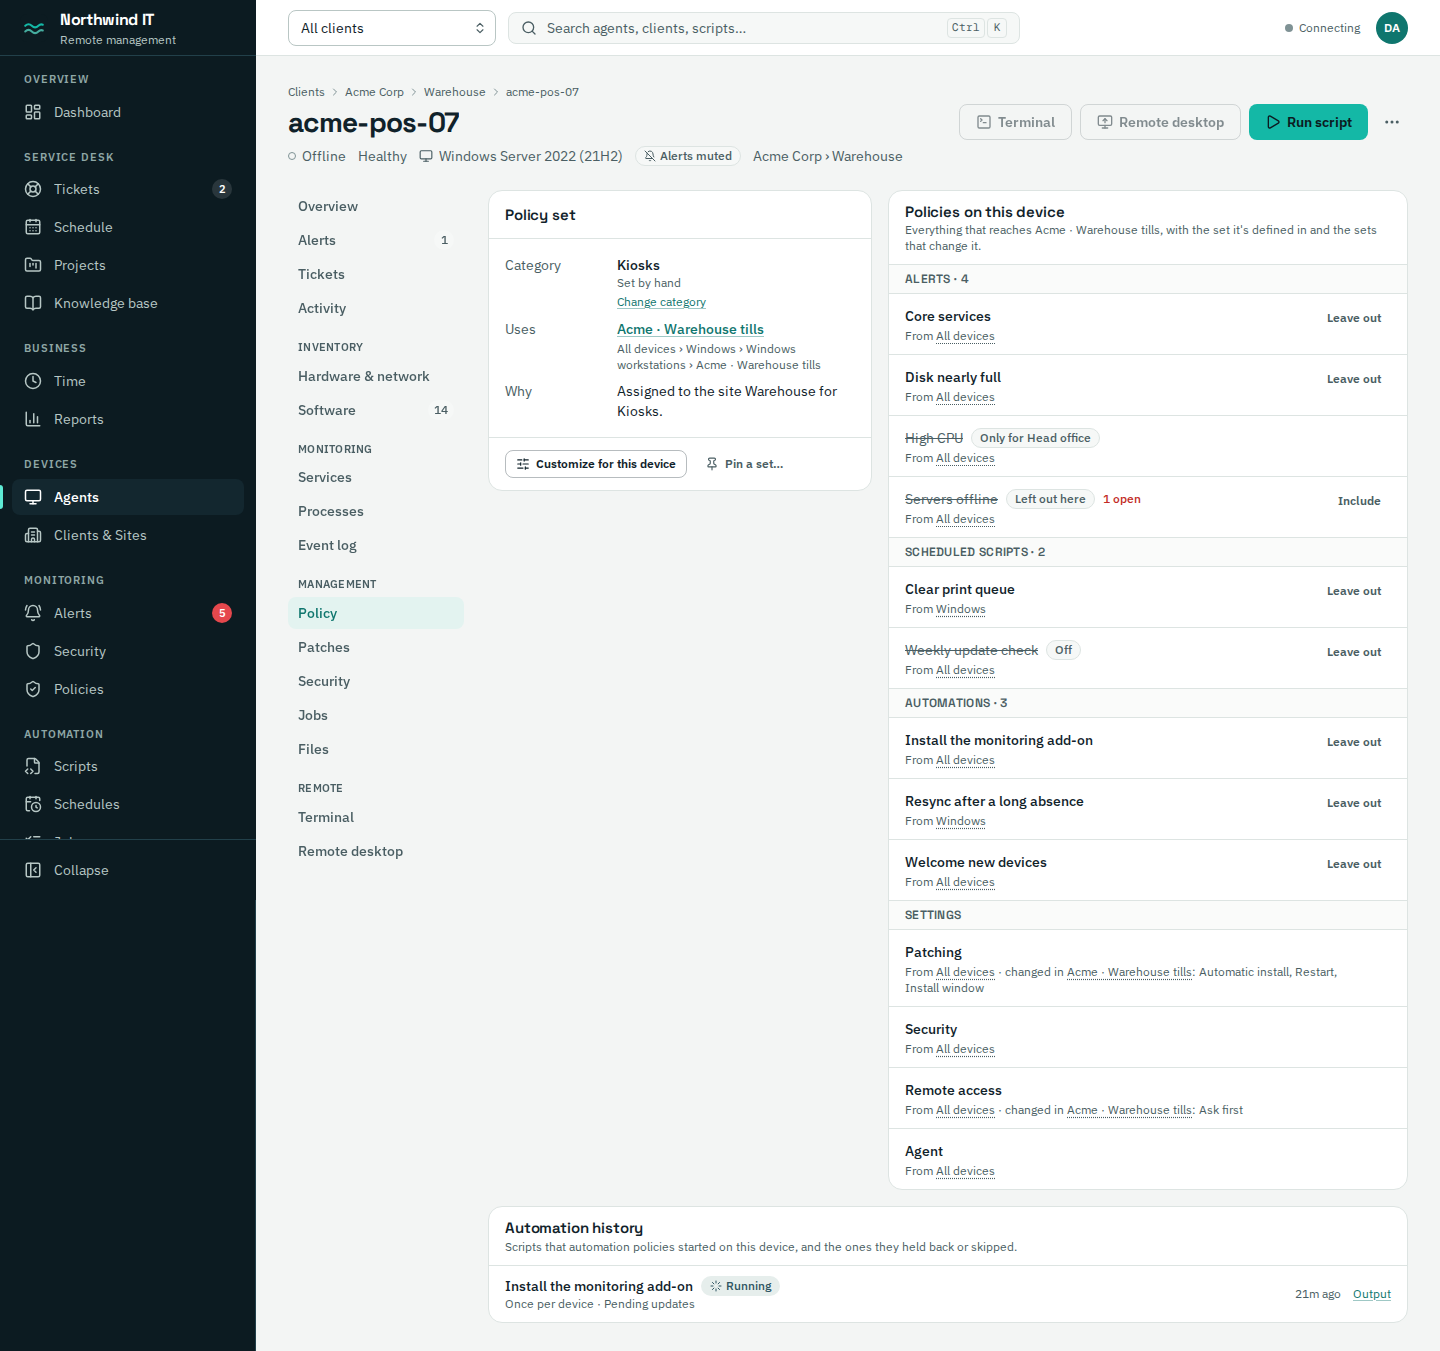 Northwind IT
Remote management
OVERVIEW
Dashboard
SERVICE DESK
Tickets 2
Schedule
Projects
Knowledge base
BUSINESS
Time
Reports
DEVICES
Agents
Clients & Sites
MONITORING
Alerts 5
Security
Policies
AUTOMATION
Scripts
Schedules
Collapse
All clients
Search agents, clients, scripts...
Ctrl K
Connecting
DA
Clients > Acme Corp > Warehouse > acme-pos-07
acme-pos-07
Offline Healthy Windows Server 2022 (21H2) Alerts muted Acme Corp › Warehouse
Terminal
Remote desktop
Run script
Overview
Alerts 1
Tickets
Activity
INVENTORY
Hardware & network
Software 14
MONITORING
Services
Processes
Event log
MANAGEMENT
Policy
Patches
Security
Jobs
Files
REMOTE
Terminal
Remote desktop
Policy set
Category Kiosks
Set by hand
Change category
Uses Acme · Warehouse tills
All devices › Windows › Windows
workstations › Acme · Warehouse tills
Why Assigned to the site Warehouse for
Kiosks.
Customize for this device
Pin a set...
Policies on this device
Everything that reaches Acme · Warehouse tills, with the set it's defined in and the sets
that change it.
ALERTS · 4
Core services Leave out
From All devices
Disk nearly full Leave out
From All devices
High CPU Only for Head office
From All devices
Servers offline Left out here 1 open Include
From All devices
SCHEDULED SCRIPTS · 2
Clear print queue Leave out
From Windows
Weekly update check Off Leave out
From All devices
AUTOMATIONS · 3
Install the monitoring add-on Leave out
From All devices
Resync after a long absence Leave out
From Windows
Welcome new devices Leave out
From All devices
SETTINGS
Patching
From All devices · changed in Acme · Warehouse tills: Automatic install, Restart,
Install window
Security
From All devices
Remote access
From All devices · changed in Acme · Warehouse tills: Ask first
Agent
From All devices
Automation history
Scripts that automation policies started on this device, and the ones they held back or skipped.
Install the monitoring add-on Running
Once per device · Pending updates
21m ago Output